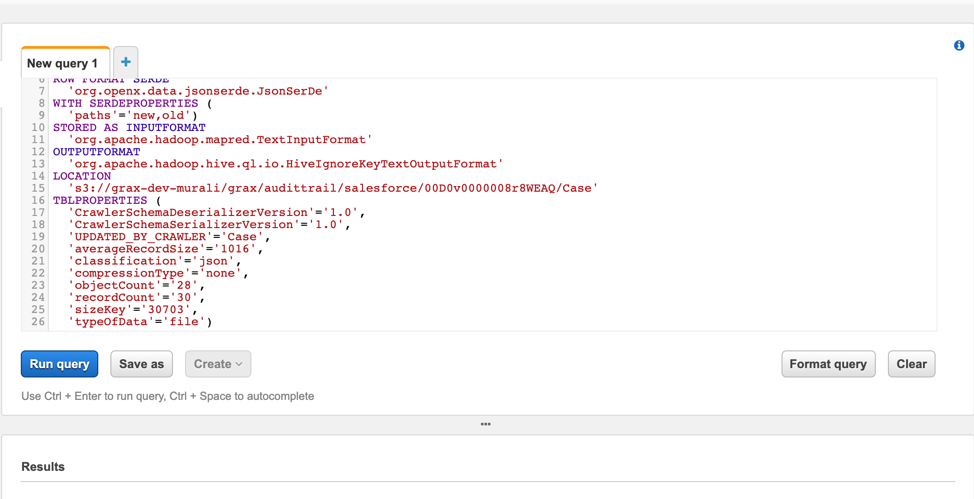 New query 1
+
6 ROW FORMAT SERDE
7 'org.openx.data.jsonserde.JsonSerDe'
8 WITH SERDEPROPERTIES (
9 'paths'='new,old')
10 STORED AS INPUTFORMAT
11 'org.apache.hadoop.mapred.TextInputFormat'
12 OUTPUTFORMAT
13 'org.apache.hadoop.hive.ql.io.HiveIgnoreKeyTextOutputFormat'
14 LOCATION
15 's3://grax-dev-murali/grax/audittrail/salesforce/00D0v0000008r8WEAQ/Case'
16 TBLPROPERTIES (
17 'CrawlerSchemaDeserializerVersion'='1.0',
18 'CrawlerSchemaSerializerVersion'='1.0',
19 'UPDATED_BY_CRAWLER'='Case',
20 'averageRecordSize'='1016',
21 'classification'='json',
22 'compressionType'='none',
23 'objectCount'='28',
24 'recordCount'='30',
25 'sizeKey'='30703',
26 'typeOfData'='file')
Run query Save as Create Format query Clear
Use Ctrl + Enter to run query, Ctrl + Space to autocomplete
Results